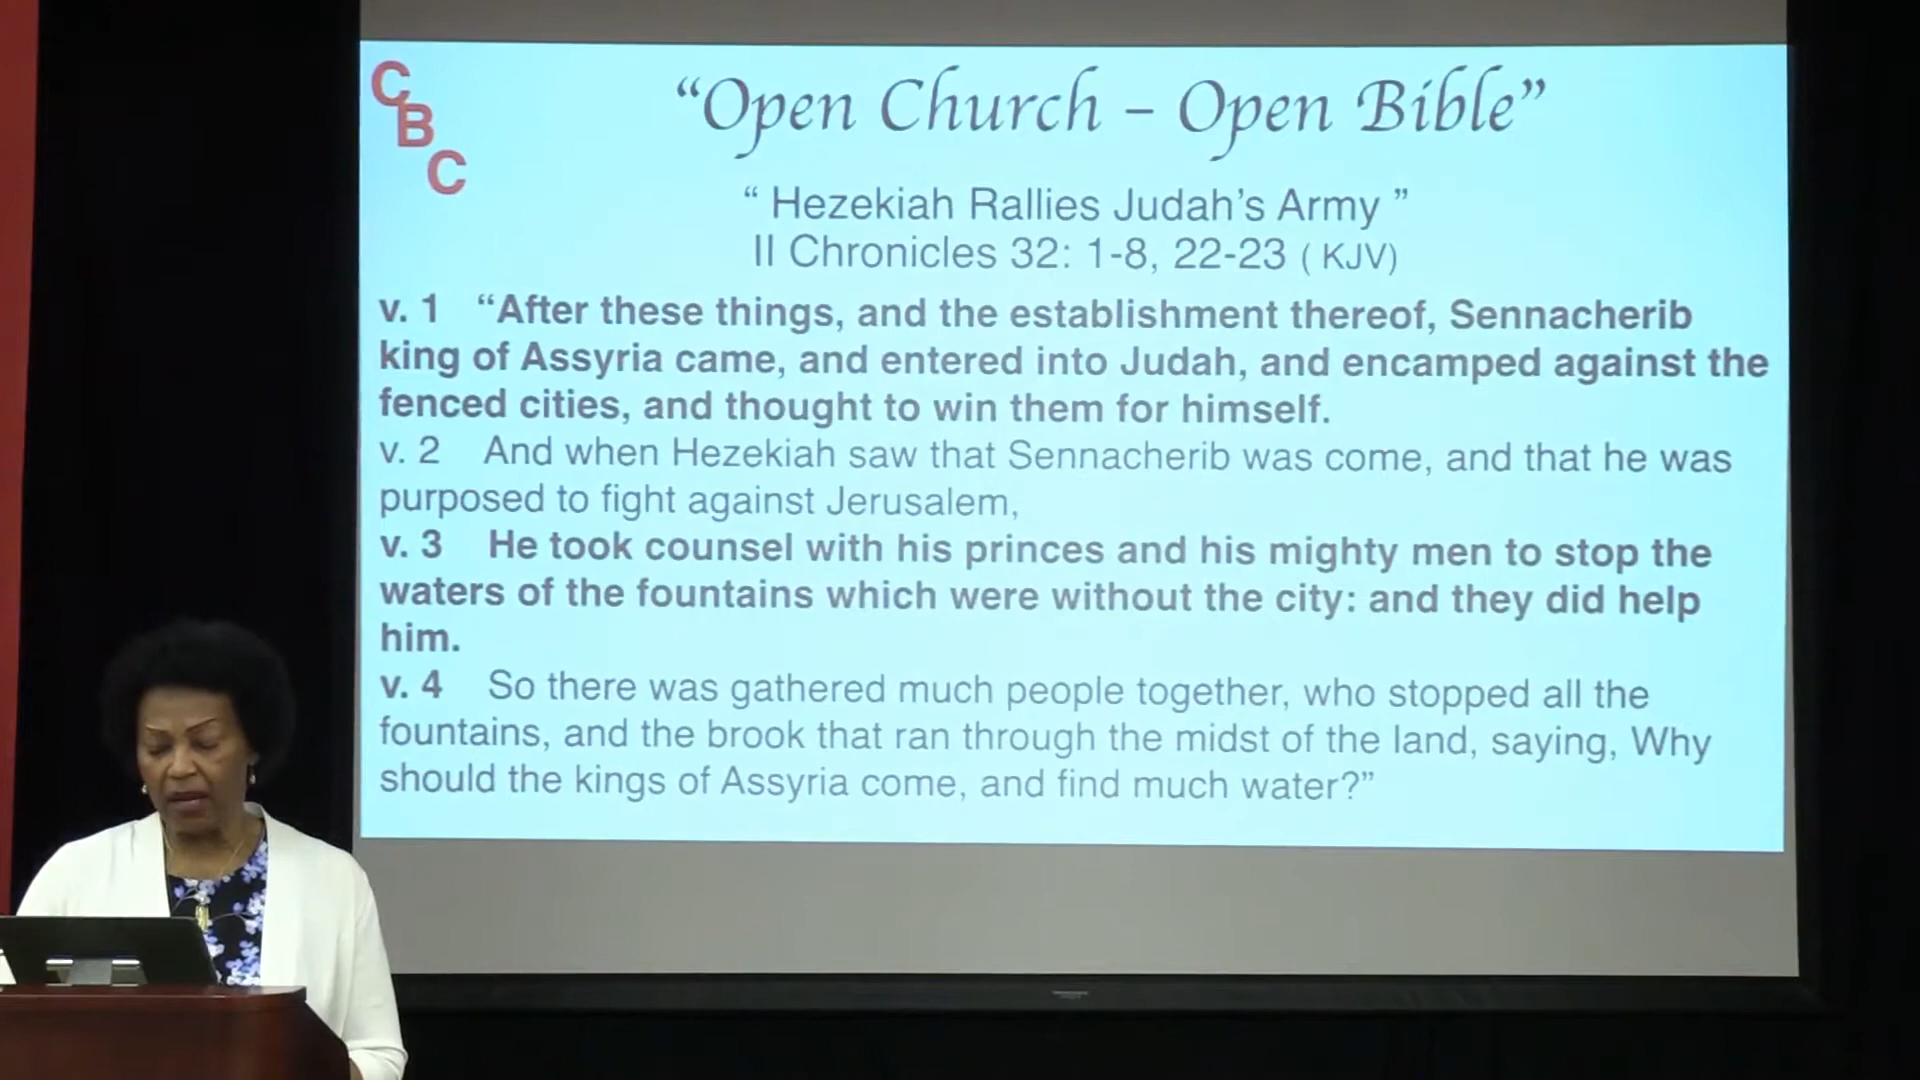 C
B
C
“Open Church – Open Bible”
“ Hezekiah Rallies Judah’s Army ”
II Chronicles 32: 1-8, 22-23 ( KJV)
v. 1 “After these things, and the establishment thereof, Sennacherib
king of Assyria came, and entered into Judah, and encamped against the
fenced cities, and thought to win them for himself.
v. 2 And when Hezekiah saw that Sennacherib was come, and that he was
purposed to fight against Jerusalem,
v. 3 He took counsel with his princes and his mighty men to stop the
waters of the fountains which were without the city: and they did help
him.
v. 4 So there was gathered much people together, who stopped all the
fountains, and the brook that ran through the midst of the land, saying, Why
should the kings of Assyria come, and find much water?”